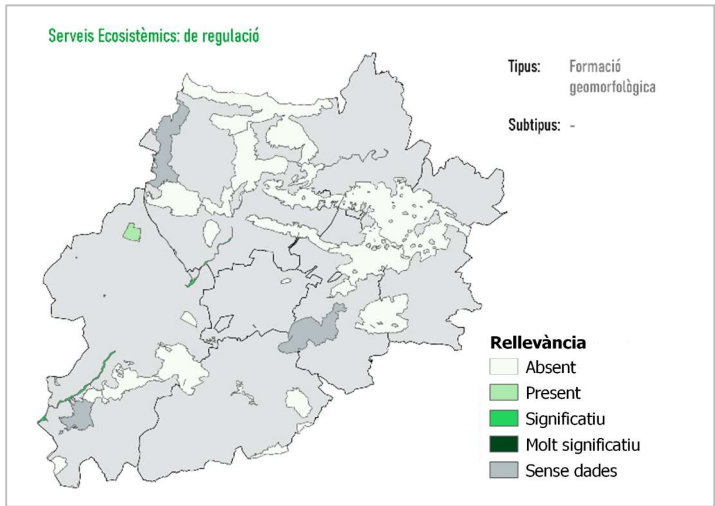 Serveis Ecosistèmics: de regulació
Tipus: Formació
geomorfològica
Subtipus: -
Rellevància
Absent
Present
Significatiu
Molt significatiu
Sense dades